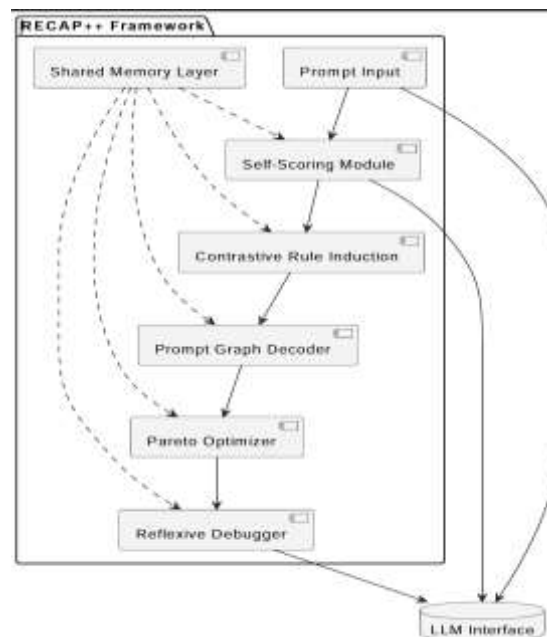 RECAP++ Framework
Shared Memory Layer
Prompt Input
Self-Scoring Module
Contrastive Rule Induction
Prompt Graph Decoder
Pareto Optimizer
Reflexive Debugger
LLM Interface